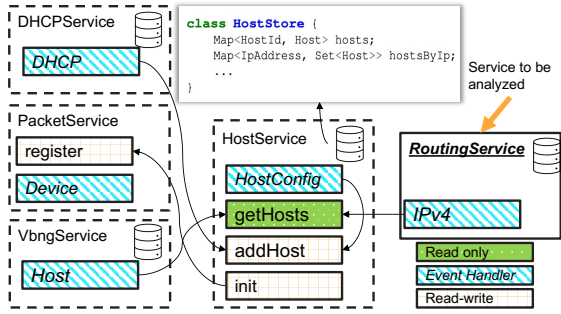 DHCPService
DHCP
class HostStore {
Map<HostId, Host> hosts;
Map<IpAddress, Set<Host>> hostsByIp;
...
}
Service to be
analyzed
PacketService
register
Device
HostService
HostConfig
getHosts
addHost
init
RoutingService
IPv4
VbngService
Host
Read only
Event Handler
Read-write